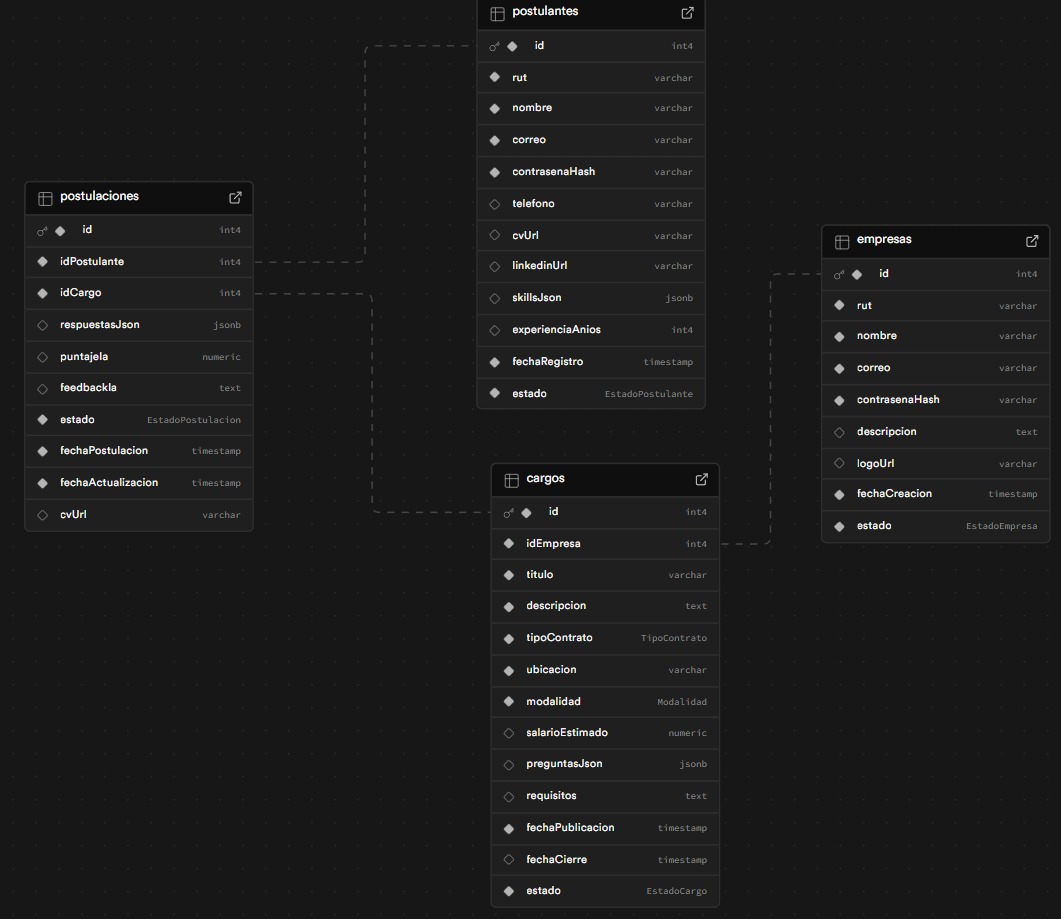 postulantes
id int4
rut varchar
nombre varchar
correo varchar
contrasenaHash varchar
telefono varchar
cvUrl varchar
linkedinUrl varchar
skillsJson jsonb
experienciaAnios int4
fechaRegistro timestamp
estado EstadoPostulante
postulaciones
id int4
idPostulante int4
idCargo int4
respuestasJson jsonb
puntajeIa numeric
feedbackIa text
estado EstadoPostulacion
fechaPostulacion timestamp
fechaActualizacion timestamp
cvUrl varchar
empresas
id int4
rut varchar
nombre varchar
correo varchar
contrasenaHash varchar
descripcion text
logoUrl varchar
fechaCreacion timestamp
estado EstadoEmpresa
cargos
id int4
idEmpresa int4
titulo varchar
descripcion text
tipoContrato TipoContrato
ubicacion varchar
modalidad Modalidad
salarioEstimado numeric
preguntasJson jsonb
requisitos text
fechaPublicacion timestamp
fechaCierre timestamp
estado EstadoCargo